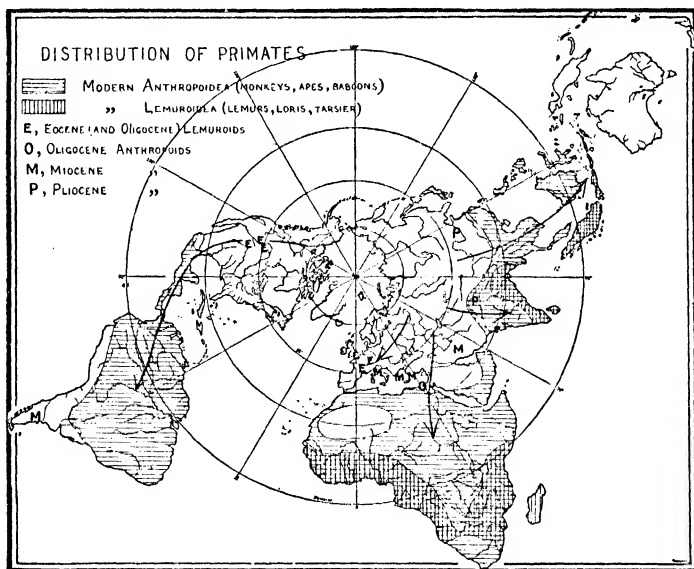 DISTRIBUTION OF PRIMATES
MODERN ANTHROPOIDEA (MONKEYS, APES, BABOONS)
„ LEMUROIDEA (LEMURS, LORIS, TARSIER)
E, EOCENE (AND OLIGOCENE) LEMUROIDS
O, OLIGOCENE ANTHROPOIDS
M, MIOCENE „
P, PLIOCENE „
P
E E
P
M
E M M M
O
M